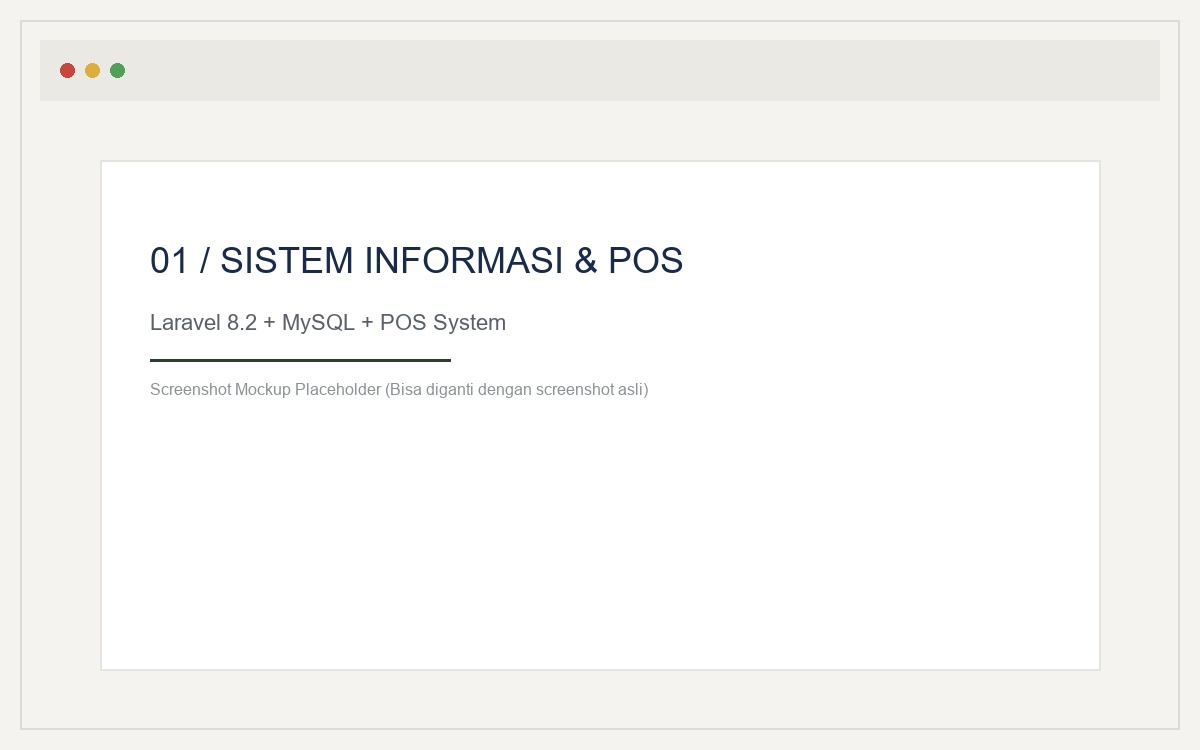 01 / SISTEM INFORMASI & POS
Laravel 8.2 + MySQL + POS System
Screenshot Mockup Placeholder (Bisa diganti dengan screenshot asli)